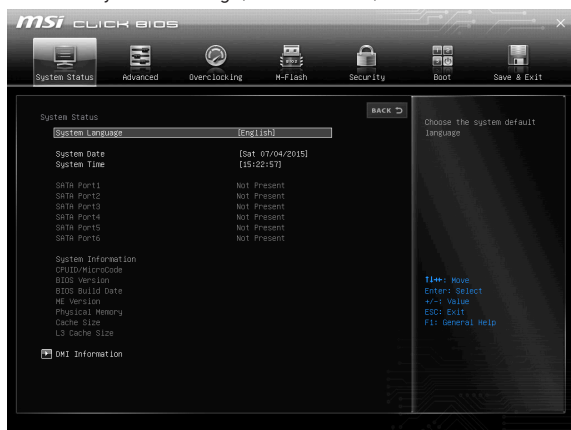 msi CLICK BIOS
System Status Advanced Overclocking M-Flash Security Boot Save & Exit
BACK
System Status
System Language [English]
System Date [Sat 07/04/2015]
System Time [15:22:57]
SATA Port1 Not Present
SATA Port2 Not Present
SATA Port3 Not Present
SATA Port4 Not Present
SATA Port5 Not Present
SATA Port6 Not Present
System Information
CPUID/MicroCode
BIOS Version
BIOS Build Date
ME Version
Physical Memory
Cache Size
L3 Cache Size
DMI Information
Choose the system default
language
↑↓←→: Move
Enter: Select
+/-: Value
ESC: Exit
F1: General Help